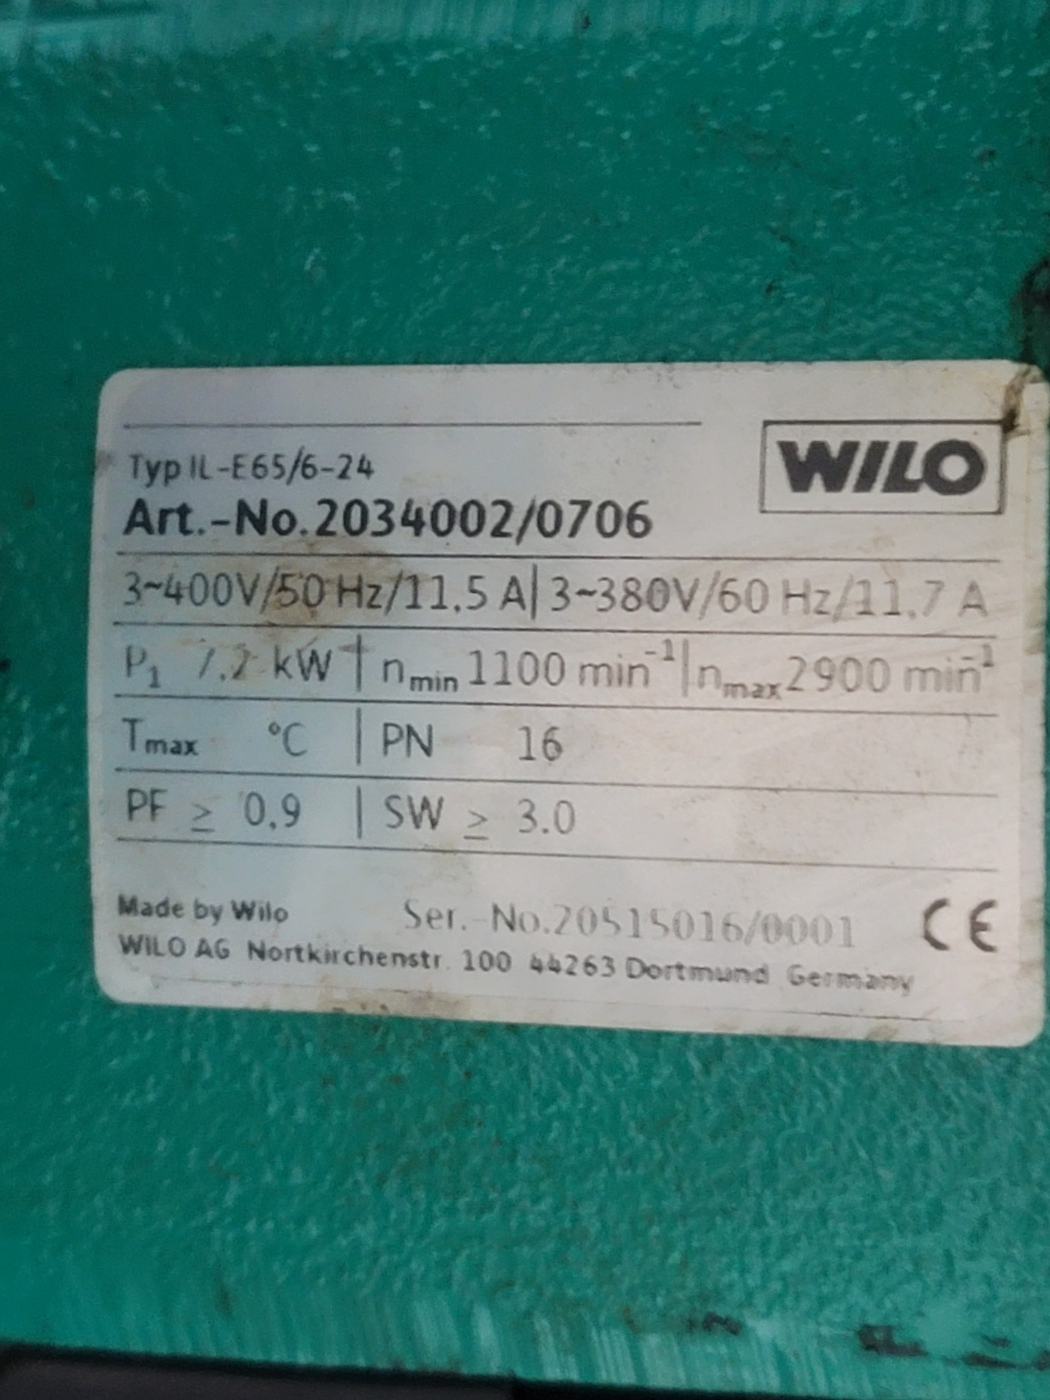 WILO
Typ IL-E65/6-24
Art.-No.2034002/0706
3~400V/50 Hz/11,5 A|3~380V/60 Hz/11,7 A
P1 7,2 kW | nmin 1100 min-1 | nmax 2900 min-1
Tmax °C | PN 16
PF ≥ 0,9 | SW ≥ 3.0
Made by Wilo Ser.-No.20515016/0001 CE
WILO AG Nortkirchenstr. 100 44263 Dortmund Germany